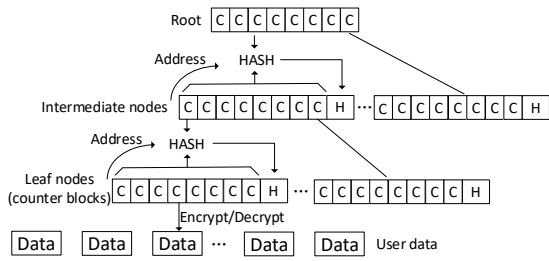 Root C C C C C C C C
Address HASH
Intermediate nodes C C C C C C C C H ··· C C C C C C C C H
Address HASH
Leaf nodes
(counter blocks) C C C C C C C C H ··· C C C C C C C C H
Encrypt/Decrypt
Data Data Data ··· Data Data User data